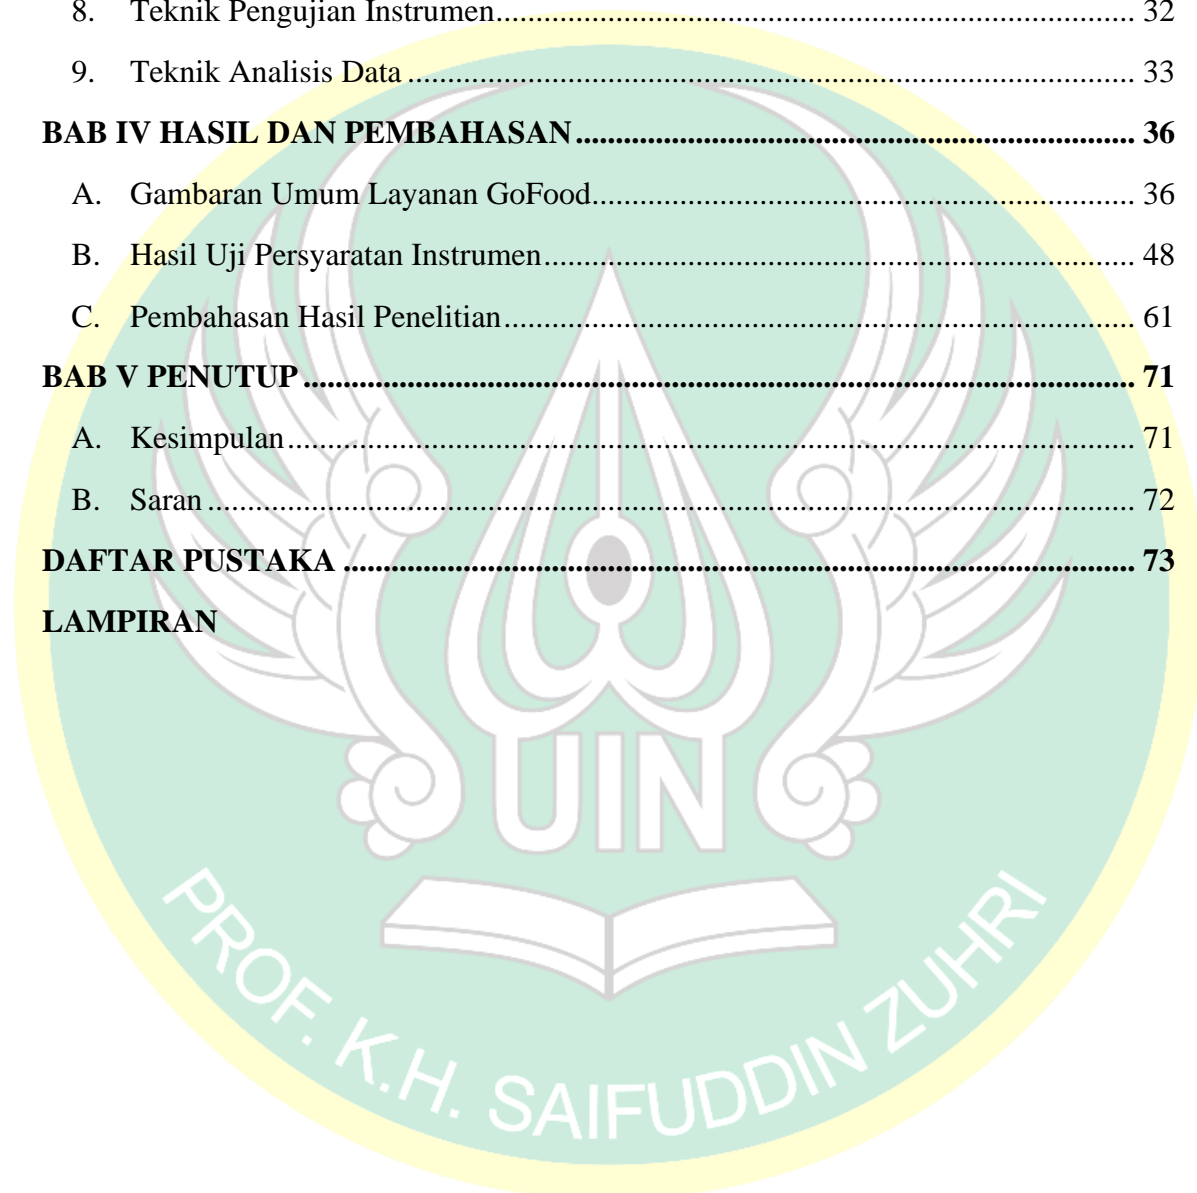 8. Teknik Pengujian Instrumen................................................................................ 32
9. Teknik Analisis Data........................................................................................... 33
BAB IV HASIL DAN PEMBAHASAN...................................................................... 36
A. Gambaran Umum Layanan GoFood.................................................................... 36
B. Hasil Uji Persyaratan Instrumen.......................................................................... 48
C. Pembahasan Hasil Penelitian............................................................................... 61
BAB V PENUTUP........................................................................................................ 71
A. Kesimpulan.......................................................................................................... 71
B. Saran.................................................................................................................... 72
DAFTAR PUSTAKA ................................................................................................... 73
LAMPIRAN
UIN
PROF. K.H. SAIFUDDIN ZUHRI